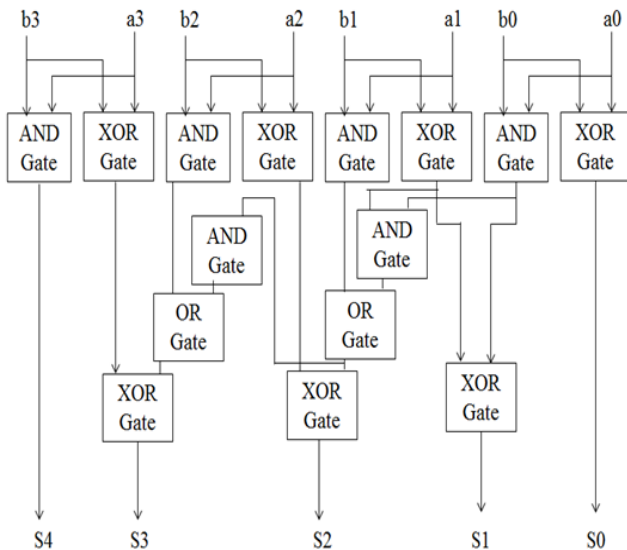 b3 a3 b2 a2 b1 a1 b0 a0
AND XOR AND XOR AND XOR AND XOR
Gate Gate Gate Gate Gate Gate Gate Gate
AND AND
Gate Gate
OR OR
Gate Gate
XOR XOR XOR
Gate Gate Gate
S4 S3 S2 S1 S0